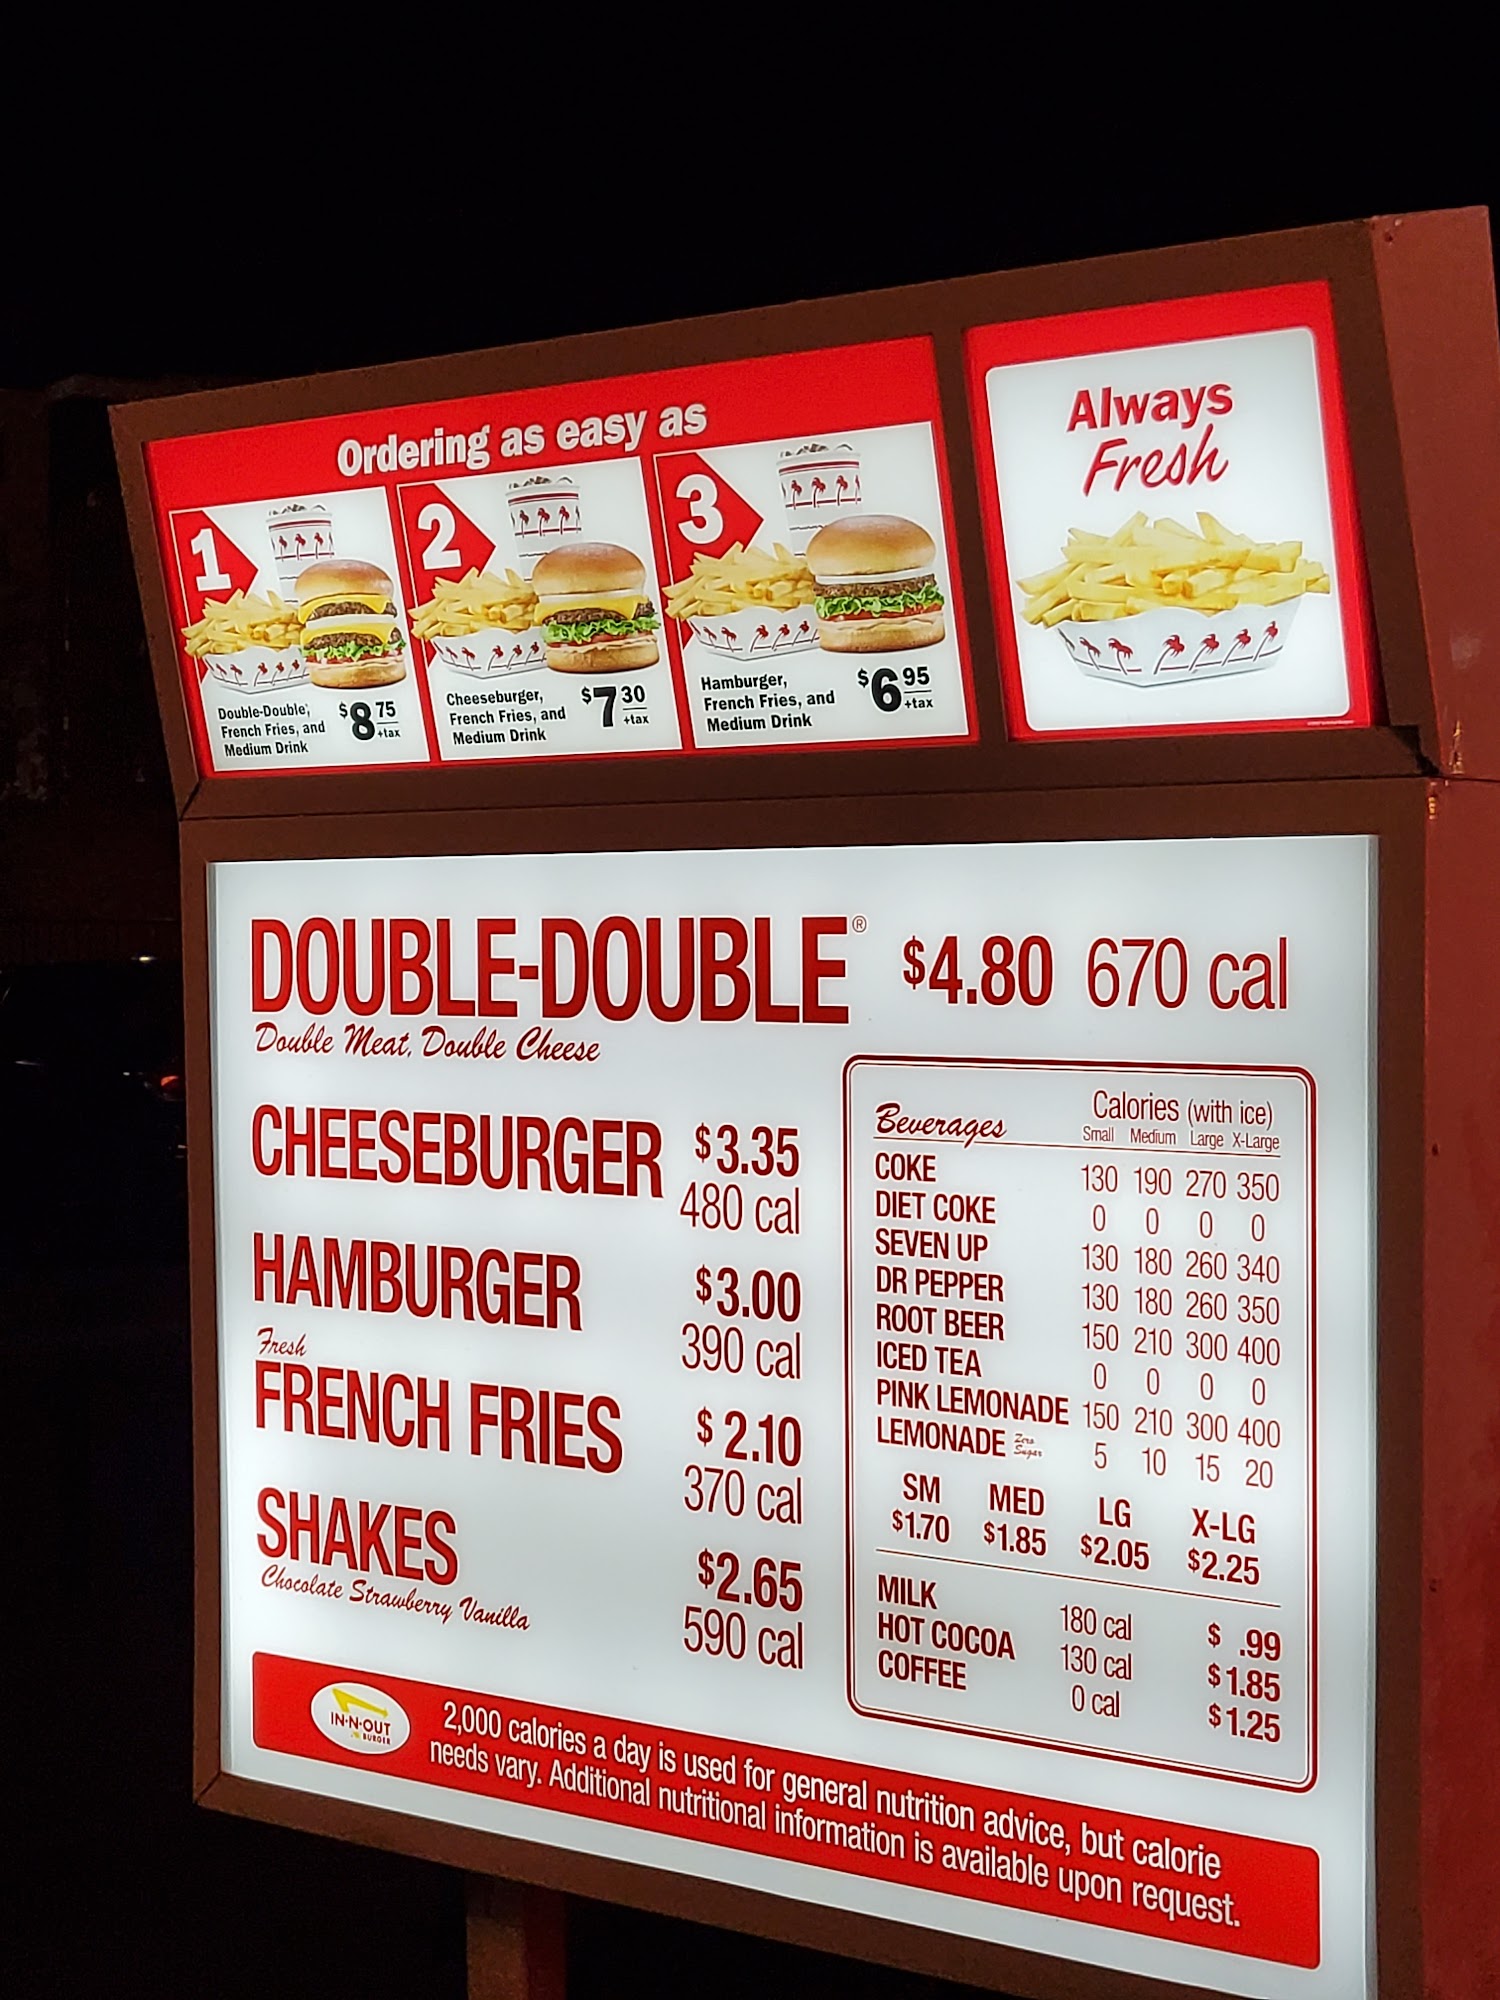 Ordering as easy as
1
Double-Double®,
French Fries, and
Medium Drink
$8 75
+tax
2
Cheeseburger,
French Fries, and
Medium Drink
$7 30
+tax
3
Hamburger,
French Fries, and
Medium Drink
$6 95
+tax
Always
Fresh
DOUBLE-DOUBLE® $4.80 670 cal
Double Meat, Double Cheese
CHEESEBURGER $3.35
480 cal
HAMBURGER $3.00
390 cal
Fresh
FRENCH FRIES $2.10
370 cal
SHAKES $2.65
Chocolate Strawberry Vanilla 590 cal
Beverages Calories (with ice)
Small Medium Large X-Large
COKE 130 190 270 350
DIET COKE 0 0 0 0
SEVEN UP 130 180 260 340
DR PEPPER 130 180 260 350
ROOT BEER 150 210 300 400
ICED TEA 0 0 0 0
PINK LEMONADE 150 210 300 400
LEMONADE Zero Sugar 5 10 15 20
SM MED LG X-LG
$1.70 $1.85 $2.05 $2.25
MILK 180 cal $ .99
HOT COCOA 130 cal $1.85
COFFEE 0 cal $1.25
IN-N-OUT
BURGER
2,000 calories a day is used for general nutrition advice, but calorie
needs vary. Additional nutritional information is available upon request.